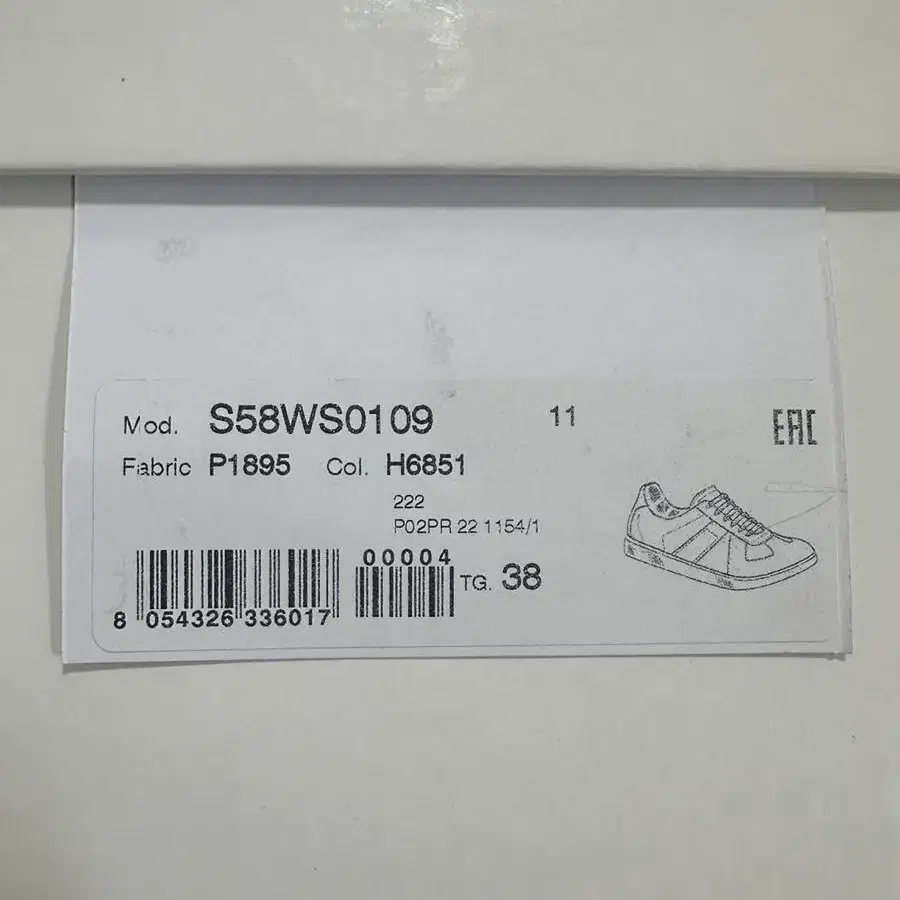 Mod. S58WS0109 11 EAC
Fabric P1895 Col. H6851
222
P02PR 22 1154/1
00004
TG. 38
8 054326 336017